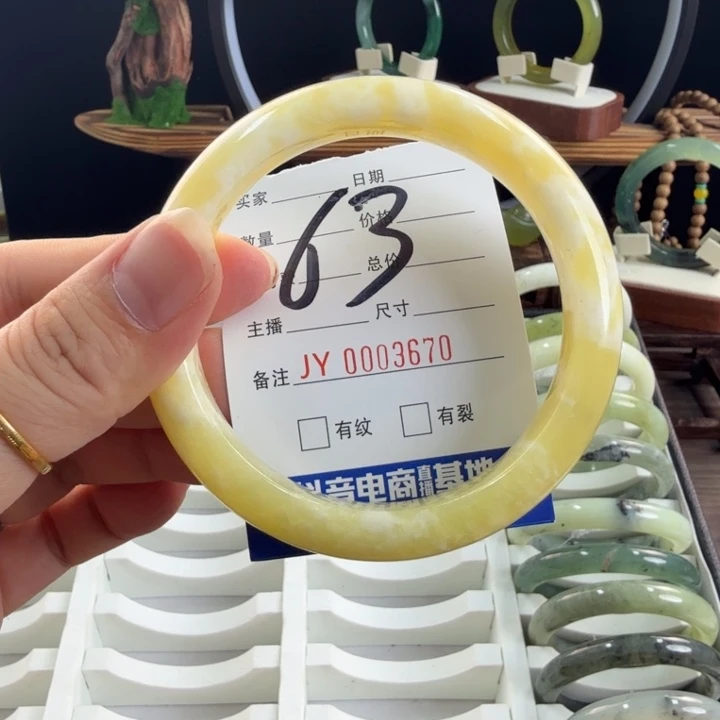 买家 日期
数量 价格
总价
63
主播 尺寸
备注 JY 0003670
有纹 有裂
抖音电商直播基地